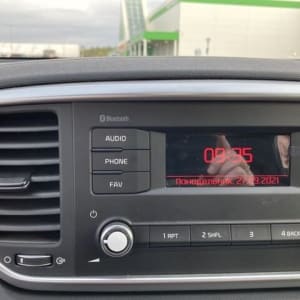 Bluetooth
AUDIO
09:35
PHONE
Понедельник, 27.09.2021
FAV
1 RPT
2 SHFL
3
4 BACK